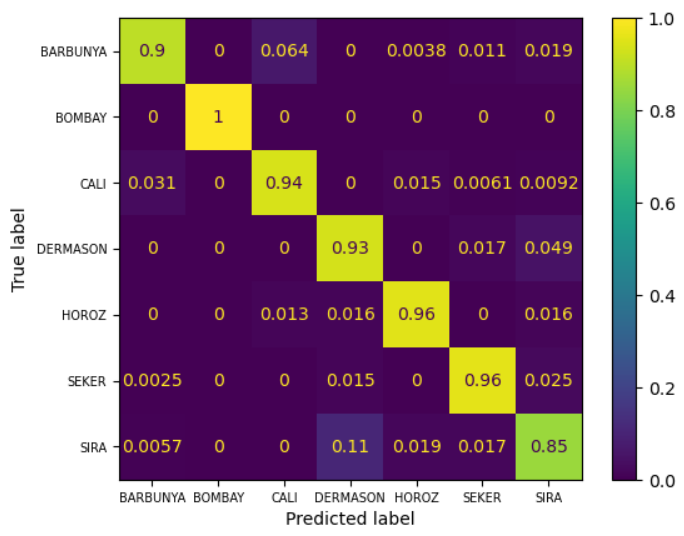 BARBUNYA 0.9 0 0.064 0 0.0038 0.011 0.019
BOMBAY 0 1 0 0 0 0 0
CALI 0.031 0 0.94 0 0.015 0.0061 0.0092
DERMASON 0 0 0 0.93 0 0.017 0.049
HOROZ 0 0 0.013 0.016 0.96 0 0.016
SEKER 0.0025 0 0 0.015 0 0.96 0.025
SIRA 0.0057 0 0 0.11 0.019 0.017 0.85
BARBUNYA BOMBAY CALI DERMASON HOROZ SEKER SIRA
Predicted label
True label
1.0
0.8
0.6
0.4
0.2
0.0